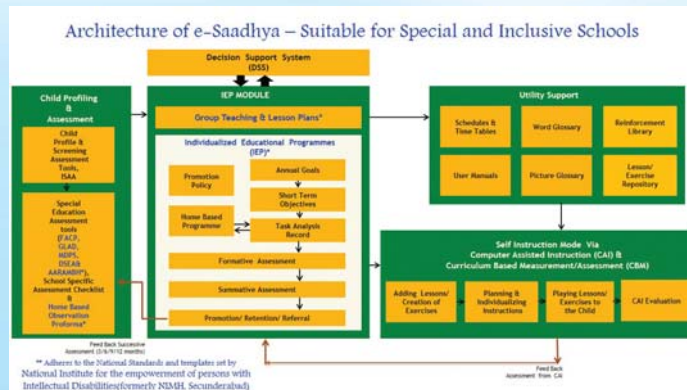 Architecture of e-Saadhya – Suitable for Special and Inclusive Schools
Decision Support System
(DSS)
Child Profiling
&
Assessment
Child
Profile &
Screening
Assessment
Tools,
ISAA
Special
Education
Assessment
tools
(FACP,
GLAD,
MDPS,
DSEA&
AARAMBH*),
School Specific
Assessment Checklist
&
Home Based
Observation
Proforma*
IEP MODULE
Group Teaching & Lesson Plans*
Individualized Educational Programmes
(IEP)*
Promotion
Policy
Annual Goals
Short Term
Objectives
Home Based
Programme
Task Analysis
Record
Formative Assessment
Summative Assessment
Promotion/ Retention/ Referral
Utility Support
Schedules &
Time Tables
Word Glossary
Reinforcement
Library
User Manuals
Picture Glossary
Lesson/
Exercise
Repository
Self Instruction Mode Via
Computer Assisted Instruction (CAI) &
Curriculum Based Measurement/Assessment (CBM)
Adding Lessons/
Creation of
Exercises
Planning &
Individualizing
Instructions
Playing Lessons/
Exercises to
the Child
CAI Evaluation
Feed Back Successive
Assessment (3/6/9/12 months)
Feed Back
Assessment from CAI
** Adheres to the National Standards and templates set by
National Institute for the empowerment of persons with
Intellectual Disabilities(formerly NIMH, Secunderabad)